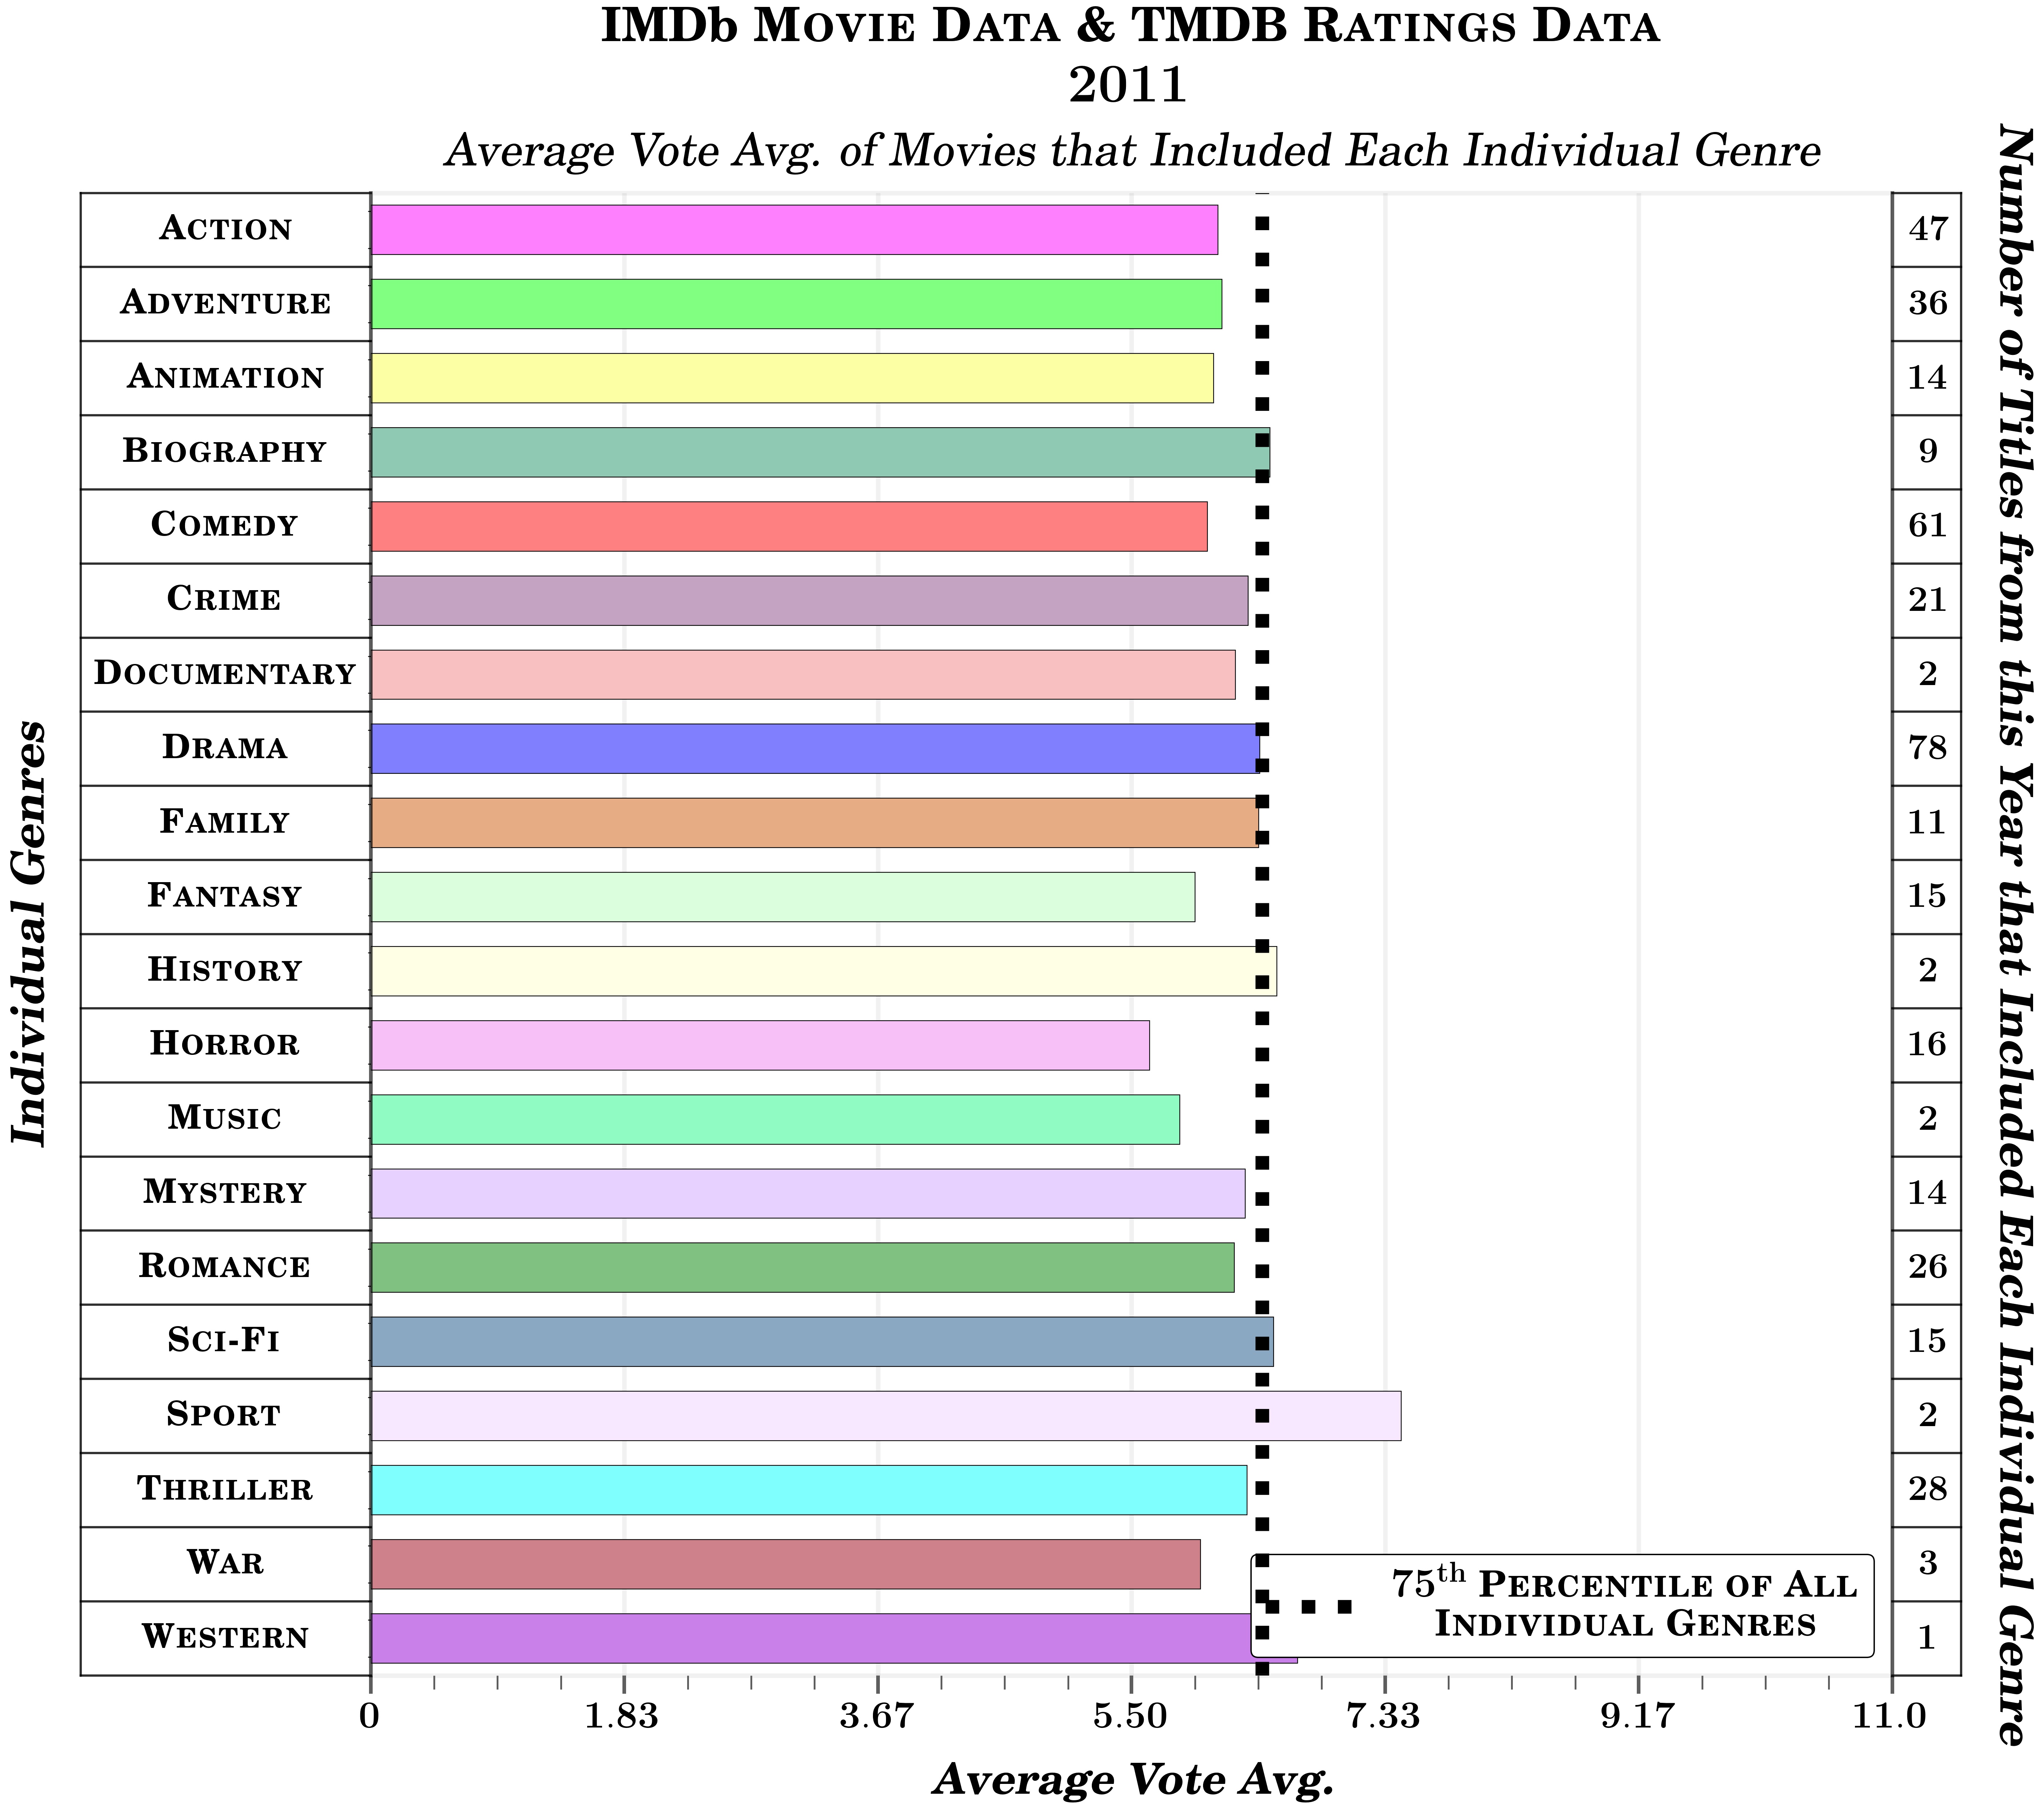 IMDb Movie Data & TMDB Ratings Data
2011
Average Vote Avg. of Movies that Included Each Individual Genre
Individual Genres
Action 47
Adventure 36
Animation 14
Biography 9
Comedy 61
Crime 21
Documentary 2
Drama 78
Family 11
Fantasy 15
History 2
Horror 16
Music 2
Mystery 14
Romance 26
Sci-Fi 15
Sport 2
Thriller 28
War 3
Western 1
75th Percentile of All
Individual Genres
0 1.83 3.67 5.50 7.33 9.17 11.0
Average Vote Avg.
Number of Titles from this Year that Included Each Individual Genre